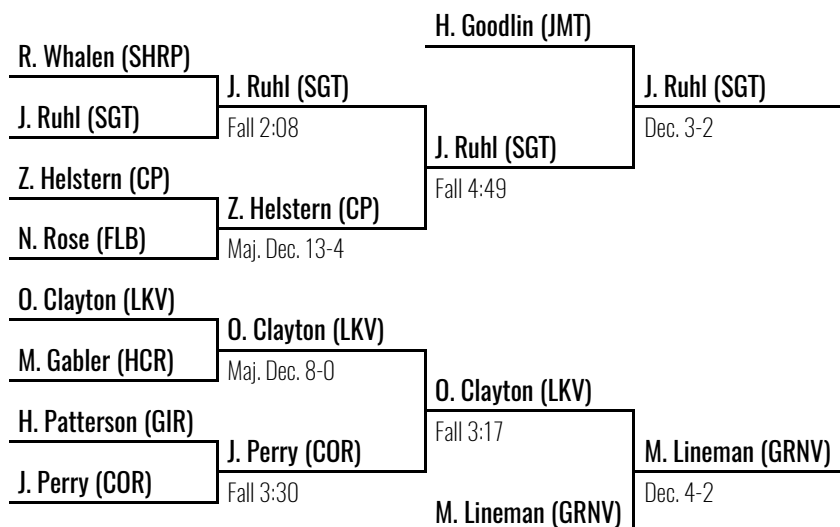 H. Goodlin (JMT)
R. Whalen (SHRP)
J. Ruhl (SGT)
J. Ruhl (SGT)
J. Ruhl (SGT)
Fall 2:08
Dec. 3-2
J. Ruhl (SGT)
Z. Helstern (CP)
Fall 4:49
Z. Helstern (CP)
N. Rose (FLB)
Maj. Dec. 13-4
O. Clayton (LKV)
O. Clayton (LKV)
M. Gabler (HCR)
Maj. Dec. 8-0
O. Clayton (LKV)
H. Patterson (GIR)
Fall 3:17
J. Perry (COR)
M. Lineman (GRNV)
J. Perry (COR)
Fall 3:30
Dec. 4-2
M. Lineman (GRNV)